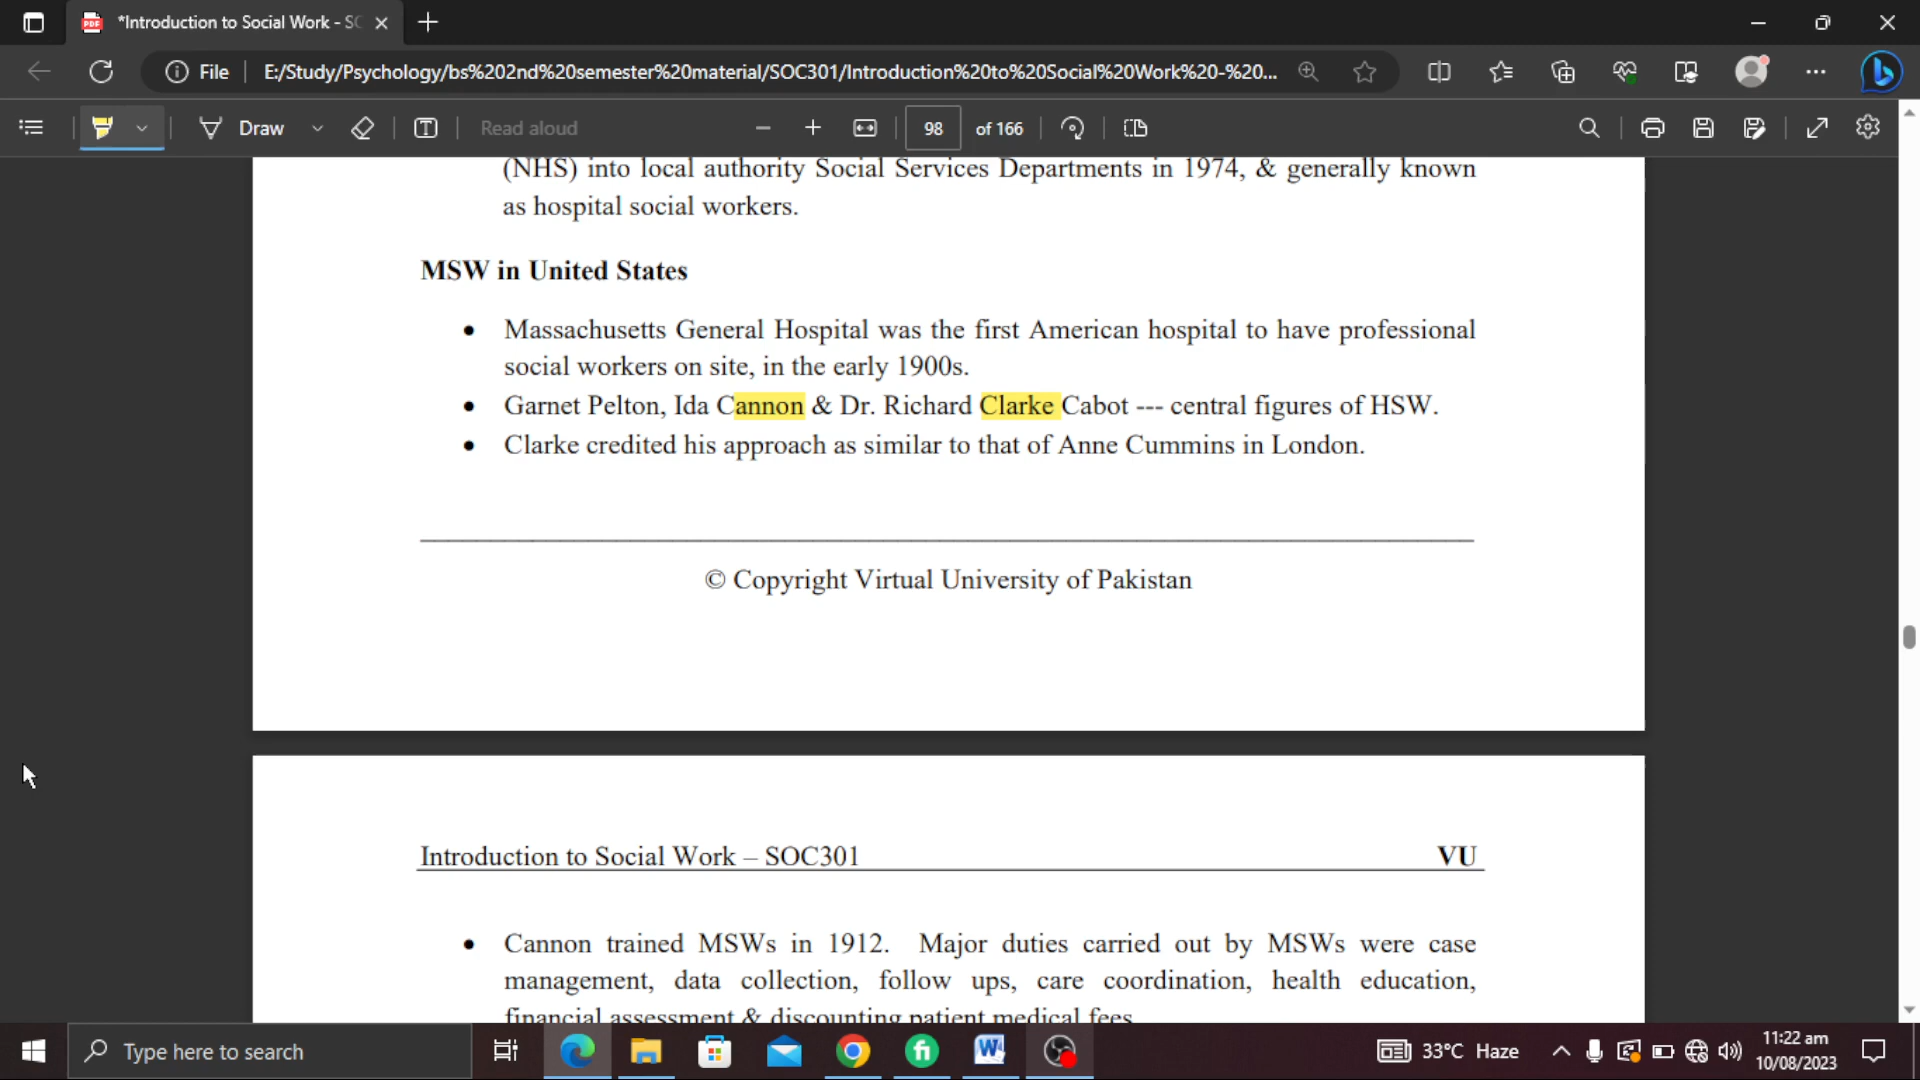 *Introduction to Social Work - SC
File
E:/Study/Psychology/bs%202nd%20semester%20material/SOC301/Introduction%20to%20Social%20Work%20-%20...
Draw
Read aloud
98
of 166
(NHS) into local authority Social Services Departments in 1974, & generally known
as hospital social workers.
MSW in United States
• Massachusetts General Hospital was the first American hospital to have professional
social workers on site, in the early 1900s.
• Garnet Pelton, Ida Cannon & Dr. Richard Clarke Cabot --- central figures of HSW.
• Clarke credited his approach as similar to that of Anne Cummins in London.
© Copyright Virtual University of Pakistan
Introduction to Social Work – SOC301 VU
• Cannon trained MSWs in 1912. Major duties carried out by MSWs were case
management, data collection, follow ups, care coordination, health education,
financial assessment & discounting patient medical fees
Type here to search
33°C Haze
11:22 am
10/08/2023